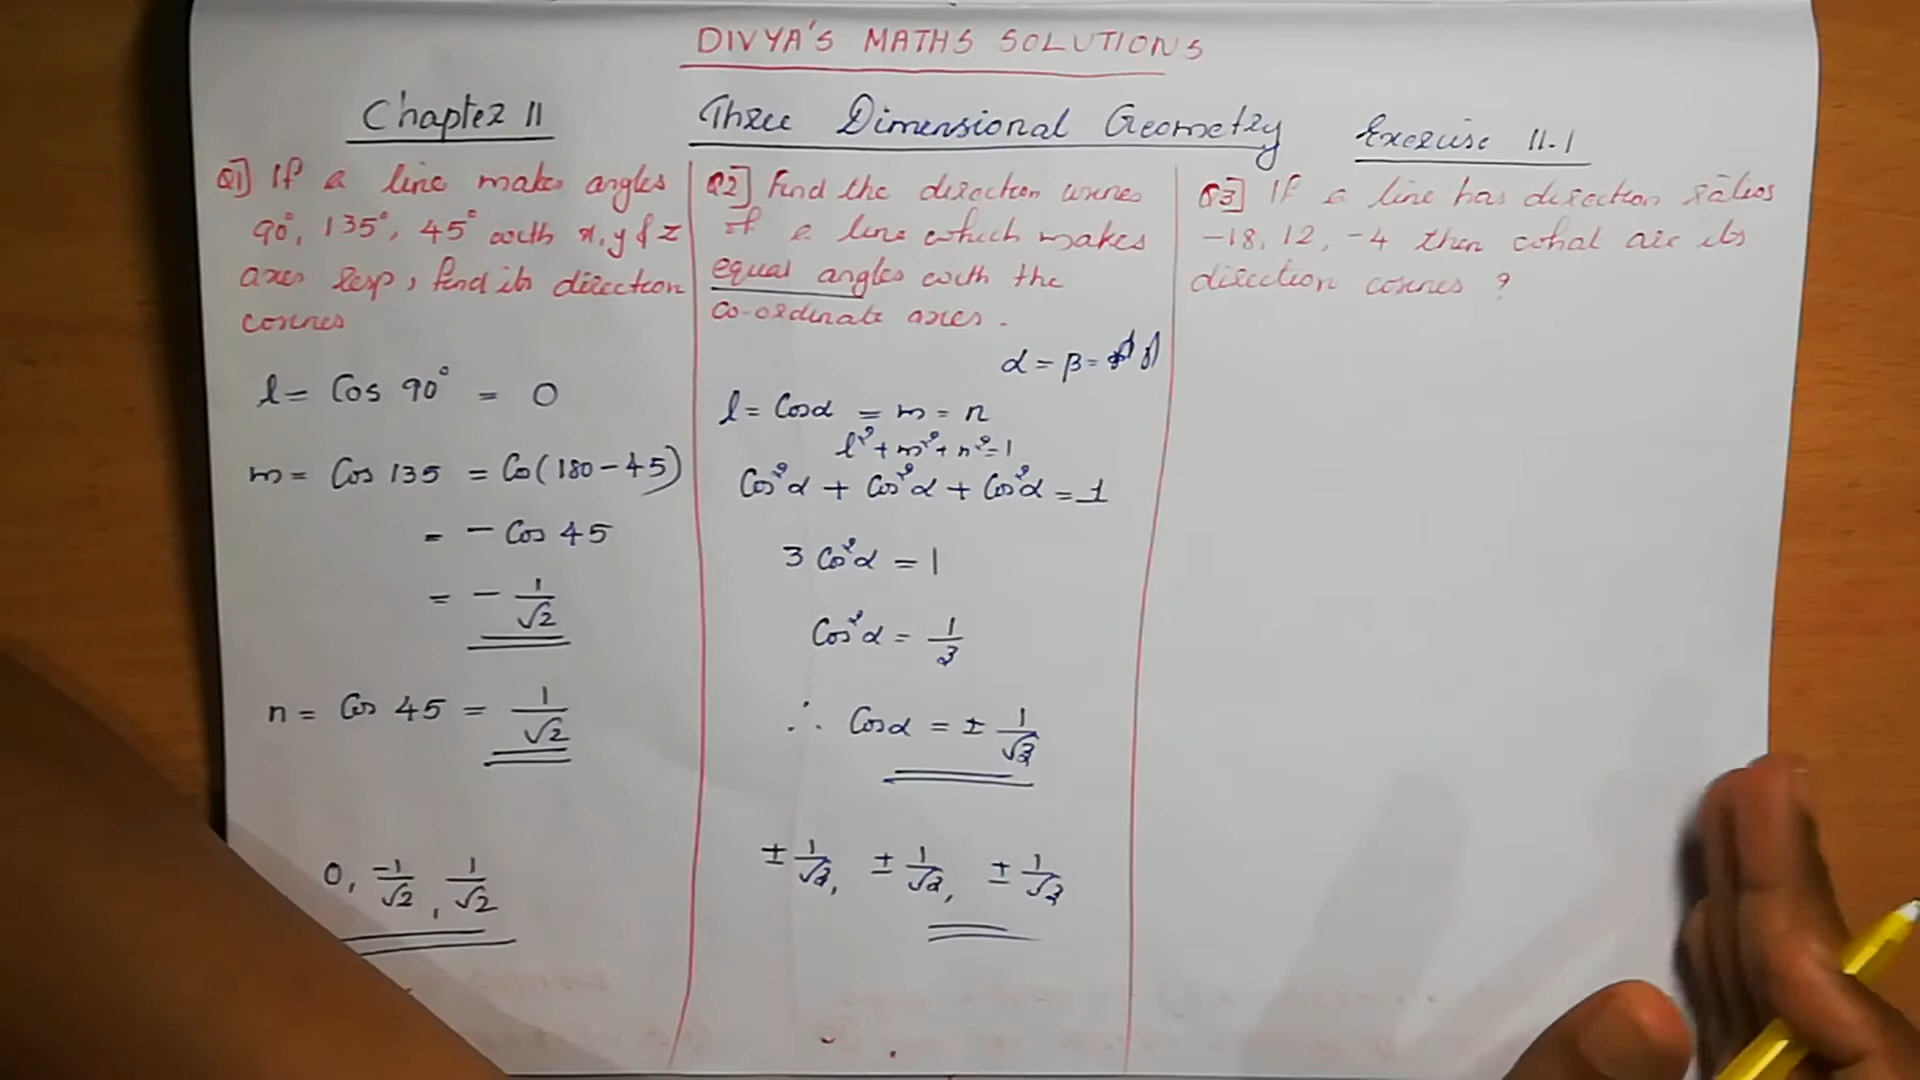 DIVYA'S MATHS SOLUTIONS
Chapter 11 Three Dimensional Geometry Exercise 11.1
Q1] If a line makes angles
90°, 135°, 45° with x, y & z
axes resp, find its direction
cosines
l = Cos 90° = 0
m = Cos 135 = Cos(180-45)
= - Cos 45
= - 1/√2
n = Cos 45 = 1/√2
0, -1/√2, 1/√2
Q2] Find the direction cosines
of a line which makes
equal angles with the
co-ordinate axes.
α = β = γ
l = Cosα = m = n
l² + m² + n² = 1
Cos²α + Cos²α + Cos²α = 1
3 Cos²α = 1
Cos²α = 1/3
∴ Cosα = ± 1/√3
± 1/√3, ± 1/√3, ± 1/√3
Q3] If a line has direction ratios
-18, 12, -4 then what are its
direction cosines ?